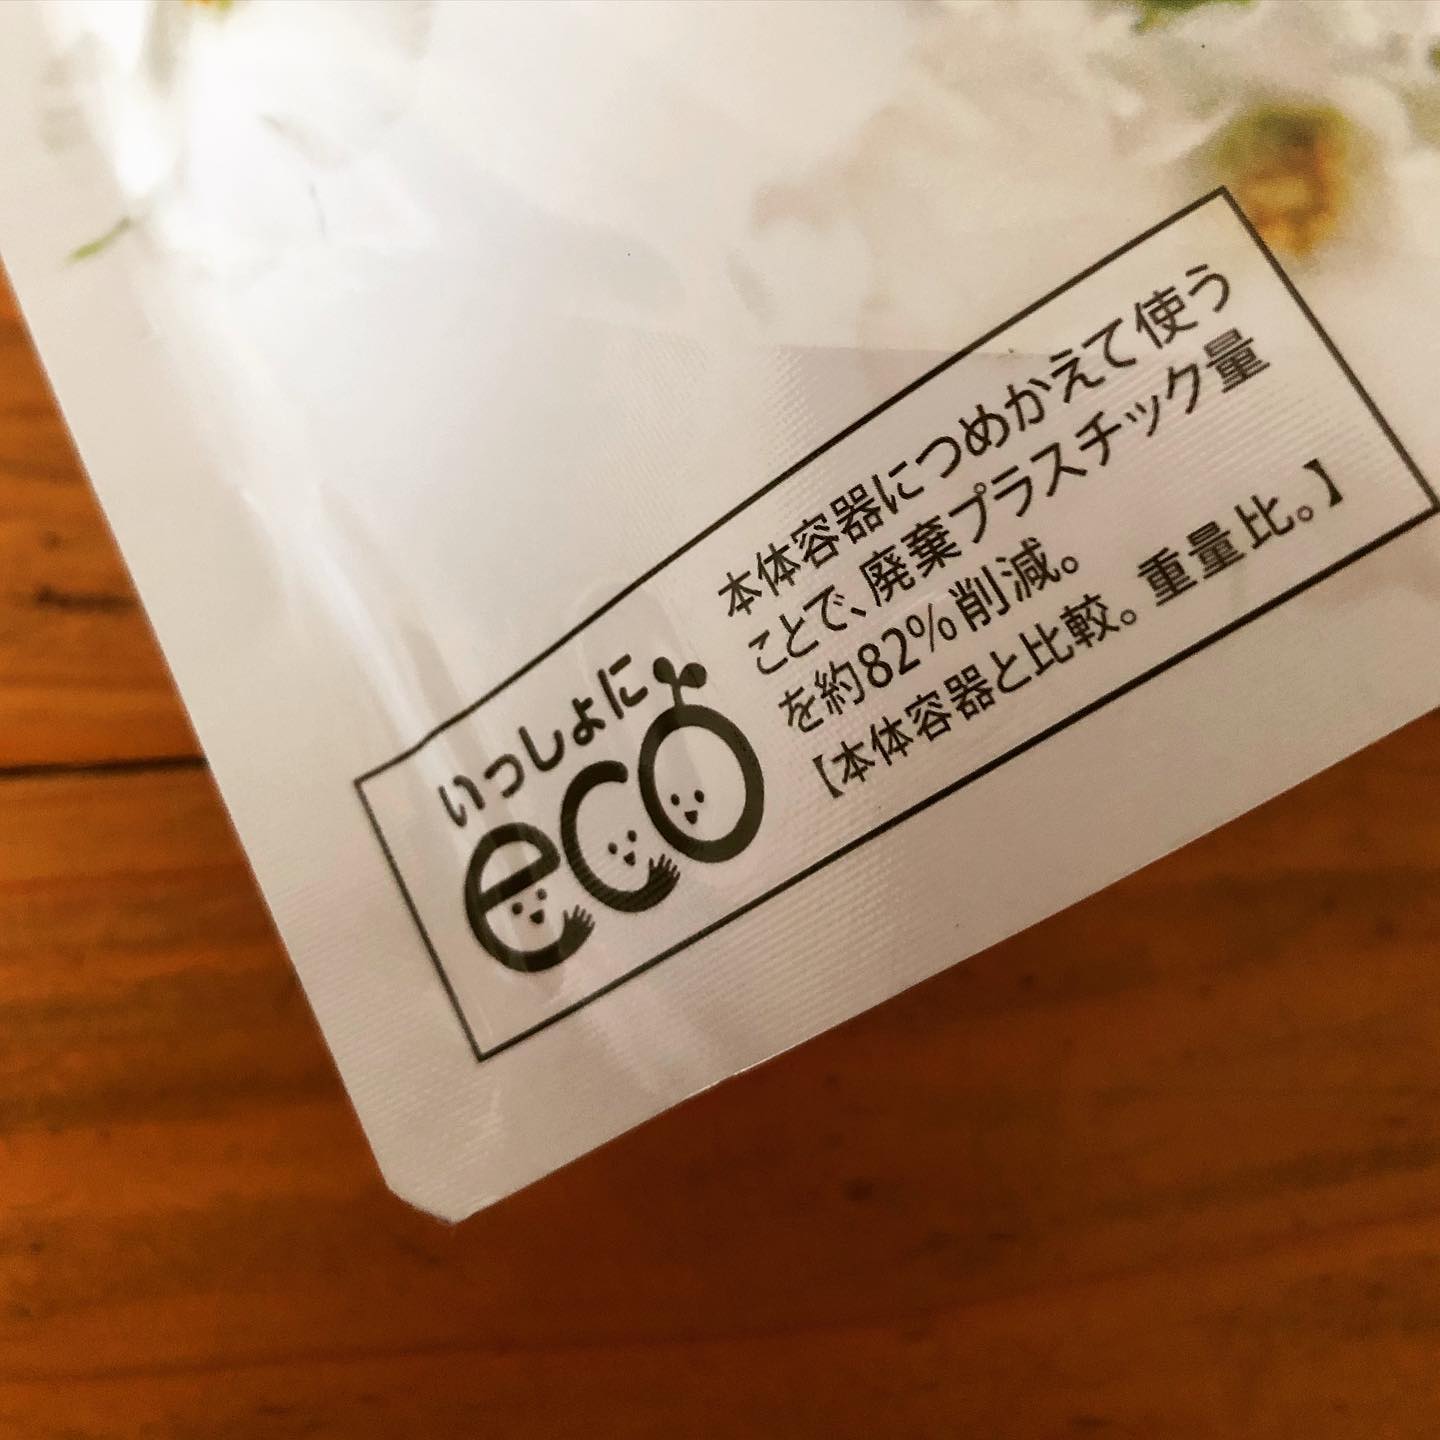 いっしょに
eco
本体容器につめかえて使う
ことで、廃棄プラスチック量
を約82%削減。
【本体容器と比較。重量比。】